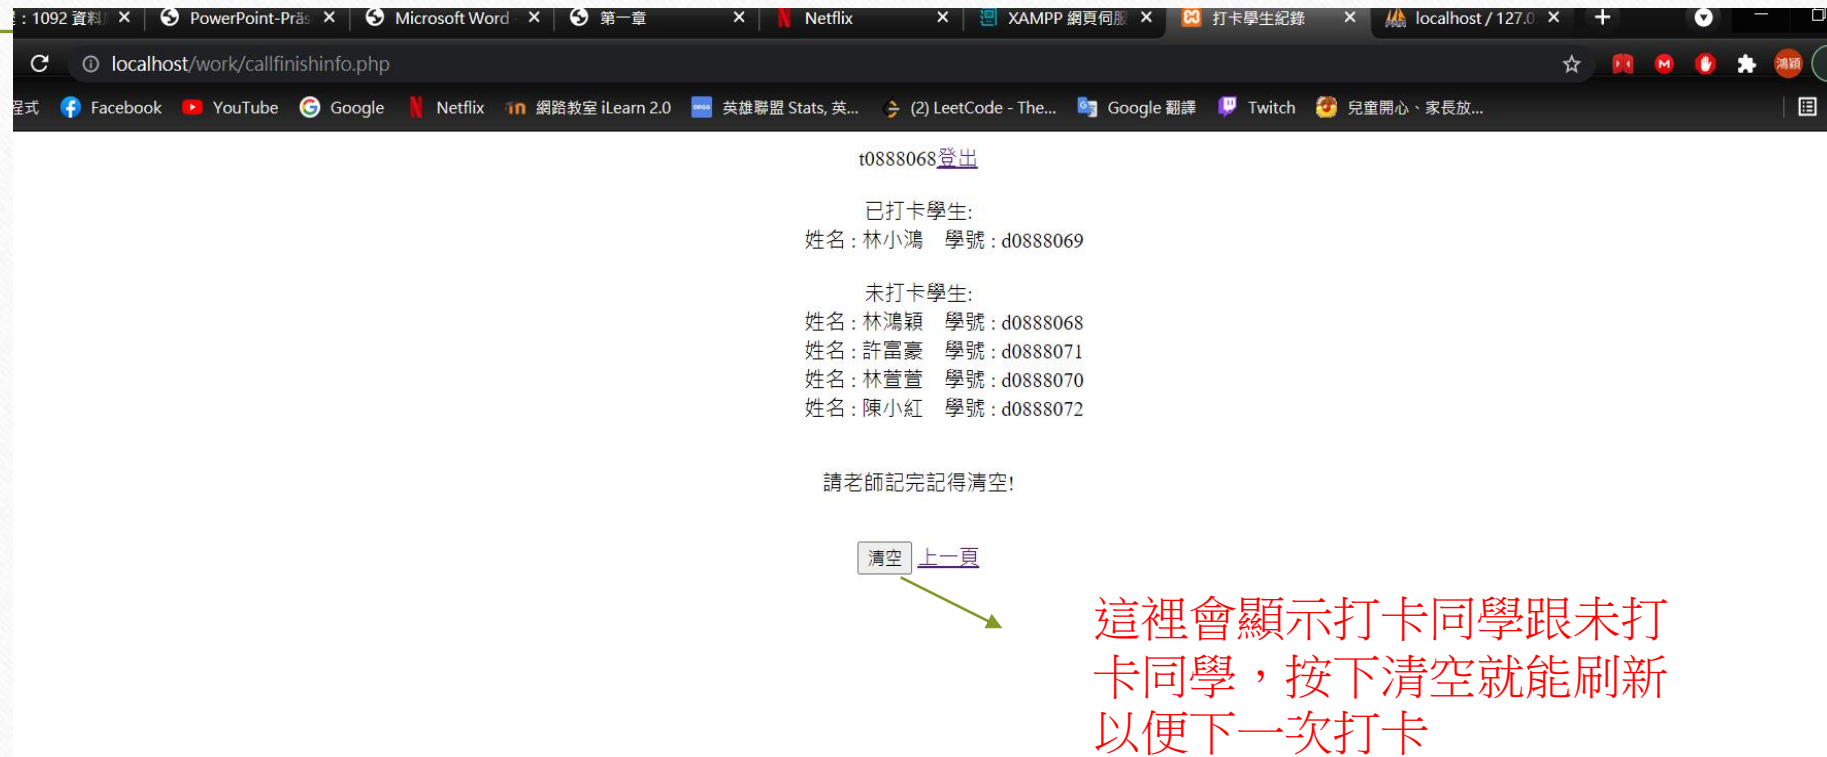 : 1092 資料 PowerPoint-Präs Microsoft Word - 第一章 Netflix XAMPP 網頁伺服 打卡學生紀錄 localhost / 127.0
localhost/work/callfinishinfo.php 鴻穎
程式 Facebook YouTube Google Netflix 網路教室 iLearn 2.0 英雄聯盟 Stats, 英... (2) LeetCode - The... Google 翻譯 Twitch 兒童開心、家長放...
t0888068登出
已打卡學生:
姓名 : 林小鴻 學號 : d0888069
未打卡學生:
姓名 : 林鴻穎 學號 : d0888068
姓名 : 許富豪 學號 : d0888071
姓名 : 林萱萱 學號 : d0888070
姓名 : 陳小紅 學號 : d0888072
請老師記完記得清空!
清空 上一頁
這裡會顯示打卡同學跟未打
卡同學，按下清空就能刷新
以便下一次打卡